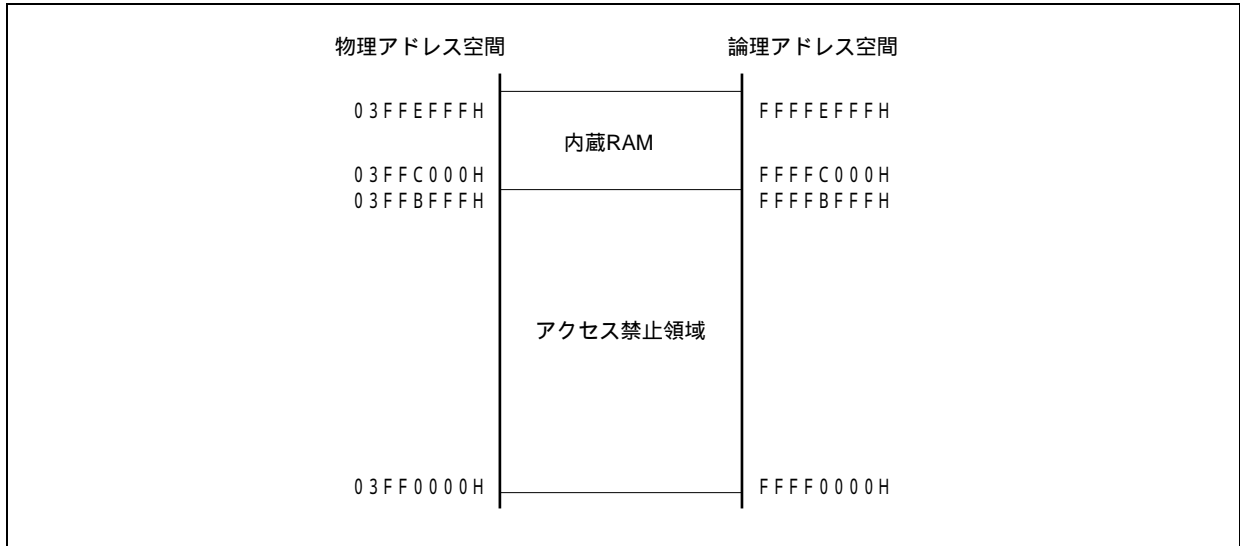 物理アドレス空間 論理アドレス空間
03FFEFFFH FFFFEFFFH
内蔵RAM
03FFC000H FFFFC000H
03FFBFFFH FFFFBFFFH
アクセス禁止領域
03FF0000H FFFF0000H